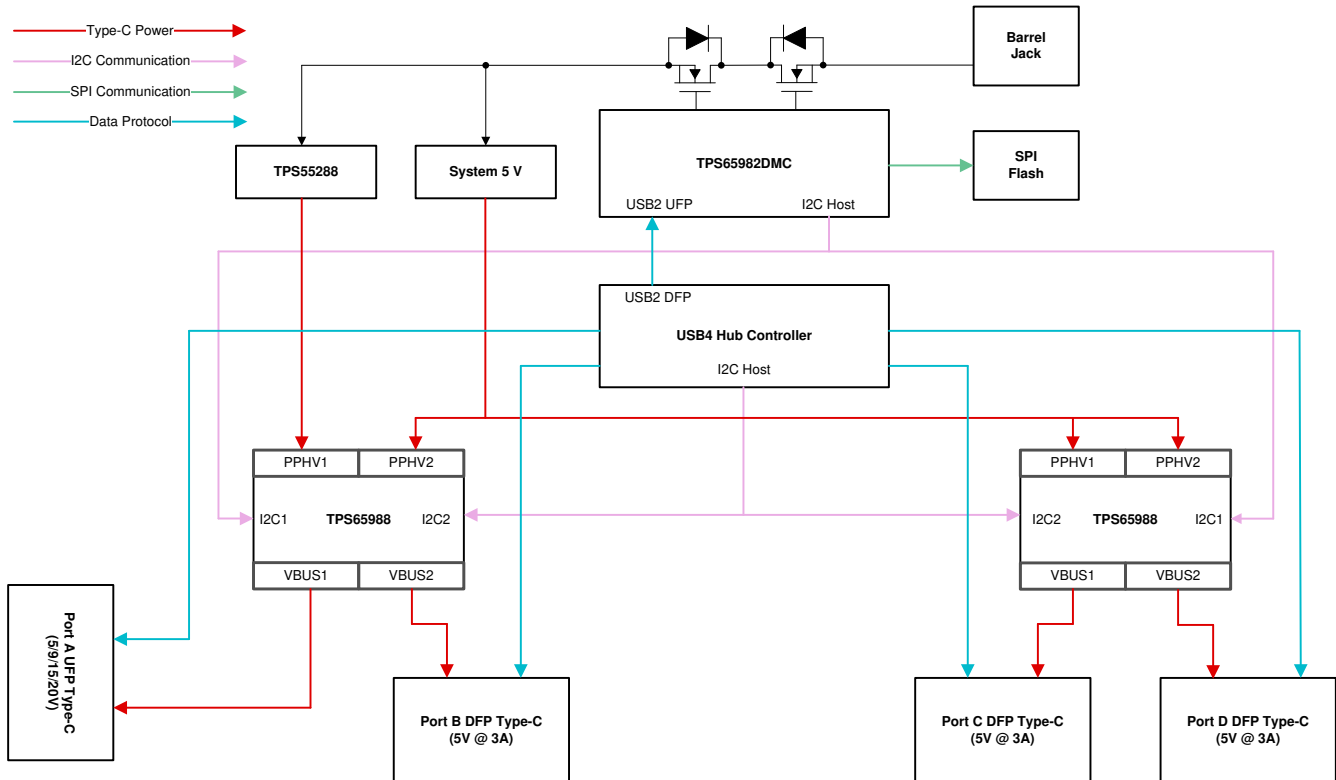 Type-C Power
I2C Communication
SPI Communication
Data Protocol
Barrel
Jack
TPS55288
System 5 V
TPS65982DMC
USB2 UFP
I2C Host
SPI
Flash
USB2 DFP
USB4 Hub Controller
I2C Host
PPHV1
PPHV2
I2C1
TPS65988
I2C2
VBUS1
VBUS2
PPHV1
PPHV2
I2C2
TPS65988
I2C1
VBUS1
VBUS2
Port A UFP Type-C
(5/9/15/20V)
Port B DFP Type-C
(5V @ 3A)
Port C DFP Type-C
(5V @ 3A)
Port D DFP Type-C
(5V @ 3A)